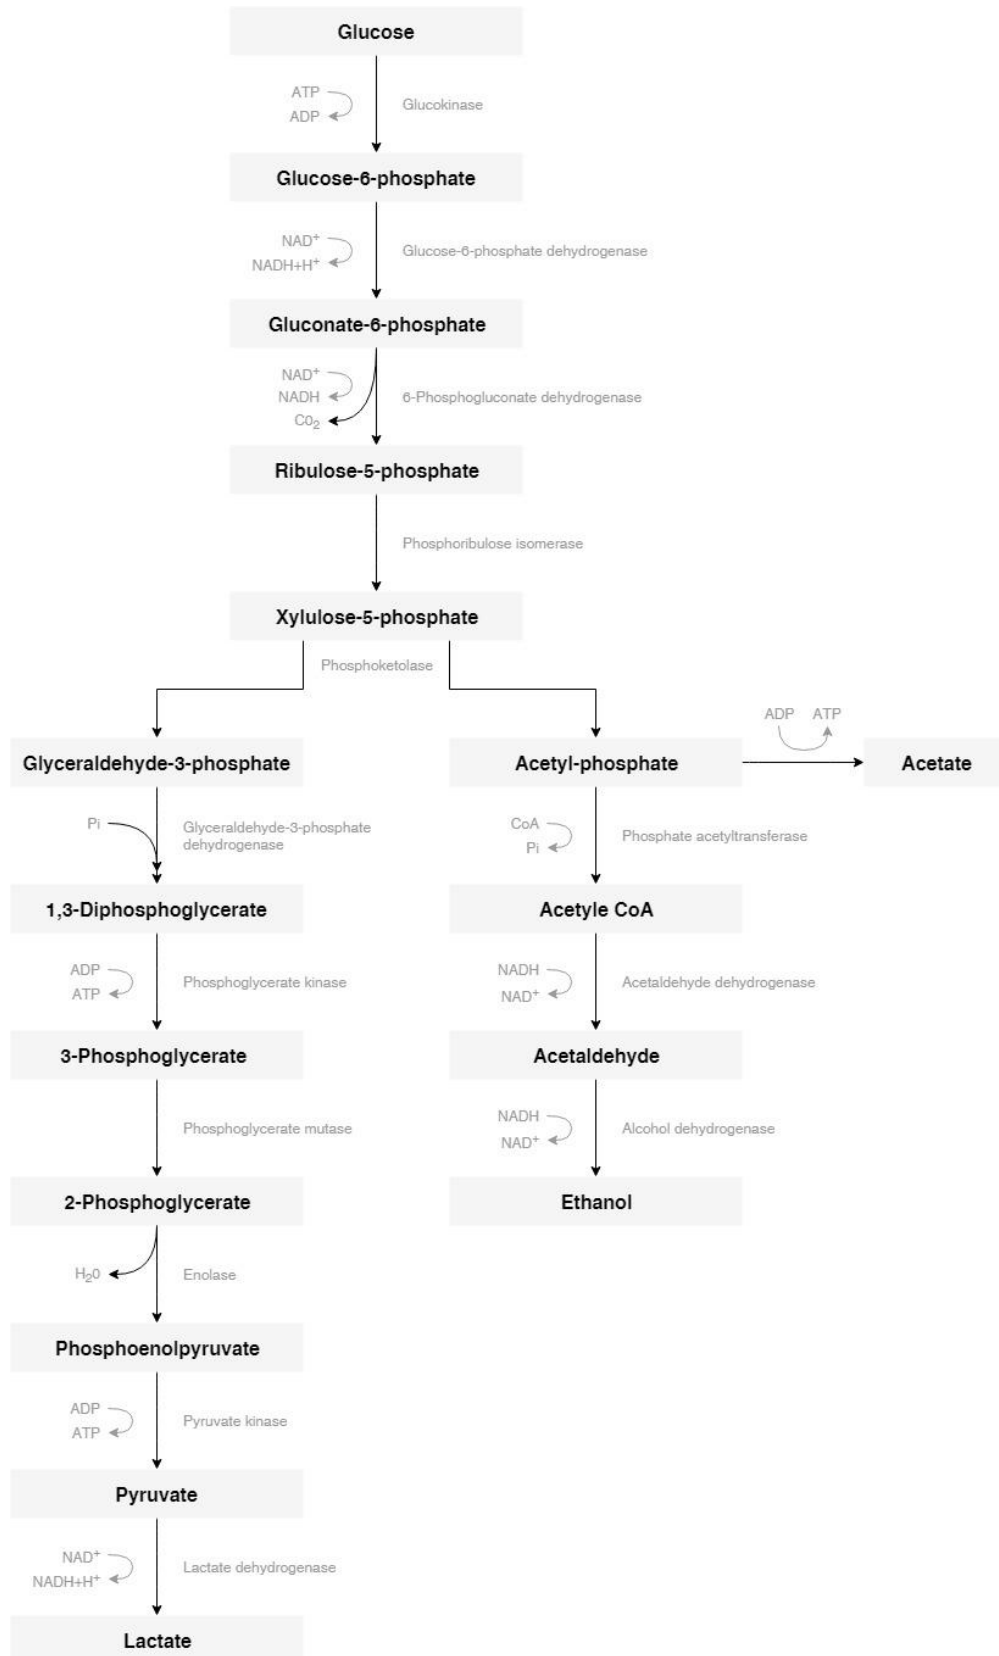 Glucose
ATP
ADP
Glucokinase
Glucose-6-phosphate
NAD⁺
NADH+H⁺
Glucose-6-phosphate dehydrogenase
Gluconate-6-phosphate
NAD⁺
NADH
C0₂
6-Phosphogluconate dehydrogenase
Ribulose-5-phosphate
Phosphoribulose isomerase
Xylulose-5-phosphate
Phosphoketolase
ADP ATP
Glyceraldehyde-3-phosphate
Acetyl-phosphate
Acetate
Pi
Glyceraldehyde-3-phosphate
dehydrogenase
CoA
Pi
Phosphate acetyltransferase
1,3-Diphosphoglycerate
Acetyle CoA
ADP
ATP
Phosphoglycerate kinase
NADH
NAD⁺
Acetaldehyde dehydrogenase
3-Phosphoglycerate
Acetaldehyde
Phosphoglycerate mutase
NADH
NAD⁺
Alcohol dehydrogenase
2-Phosphoglycerate
Ethanol
H₂0
Enolase
Phosphoenolpyruvate
ADP
ATP
Pyruvate kinase
Pyruvate
NAD⁺
NADH+H⁺
Lactate dehydrogenase
Lactate